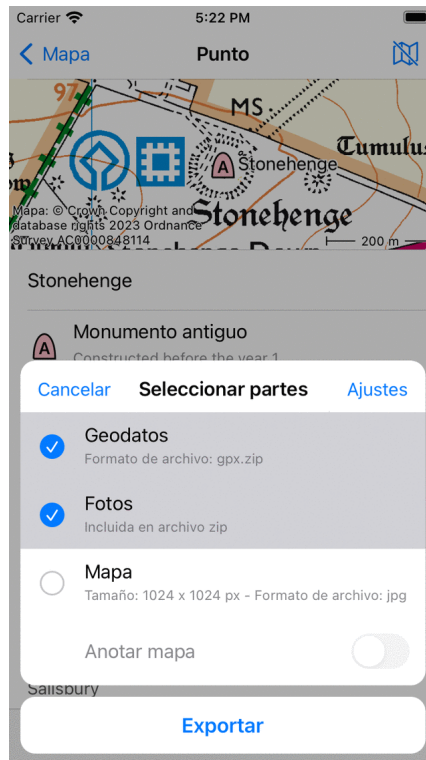 Carrier 5:22 PM
Mapa Punto
97
MS.
Tumulu
A Stonehenge
Stonehenge
Mapa: © Crown Copyright and
database rights 2023 Ordnance
Survey AC0000848114
200 m
Stonehenge
A Monumento antiguo
Constructed before the year 1
Cancelar Seleccionar partes Ajustes
Geodatos
Formato de archivo: gpx.zip
Fotos
Incluida en archivo zip
Mapa
Tamaño: 1024 x 1024 px - Formato de archivo: jpg
Anotar mapa
Salisbury
Exportar